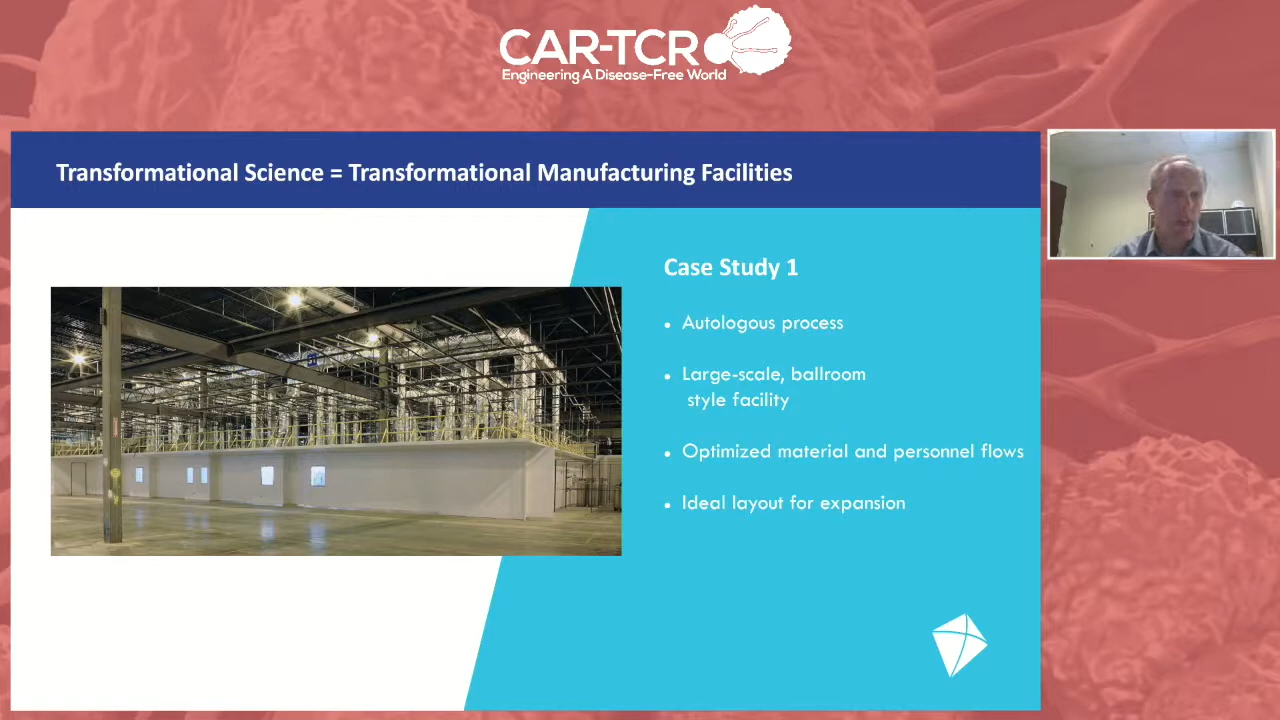 CAR-TCR
Engineering A Disease-Free World
Transformational Science = Transformational Manufacturing Facilities
Case Study 1
• Autologous process
• Large-scale, ballroom
style facility
• Optimized material and personnel flows
• Ideal layout for expansion